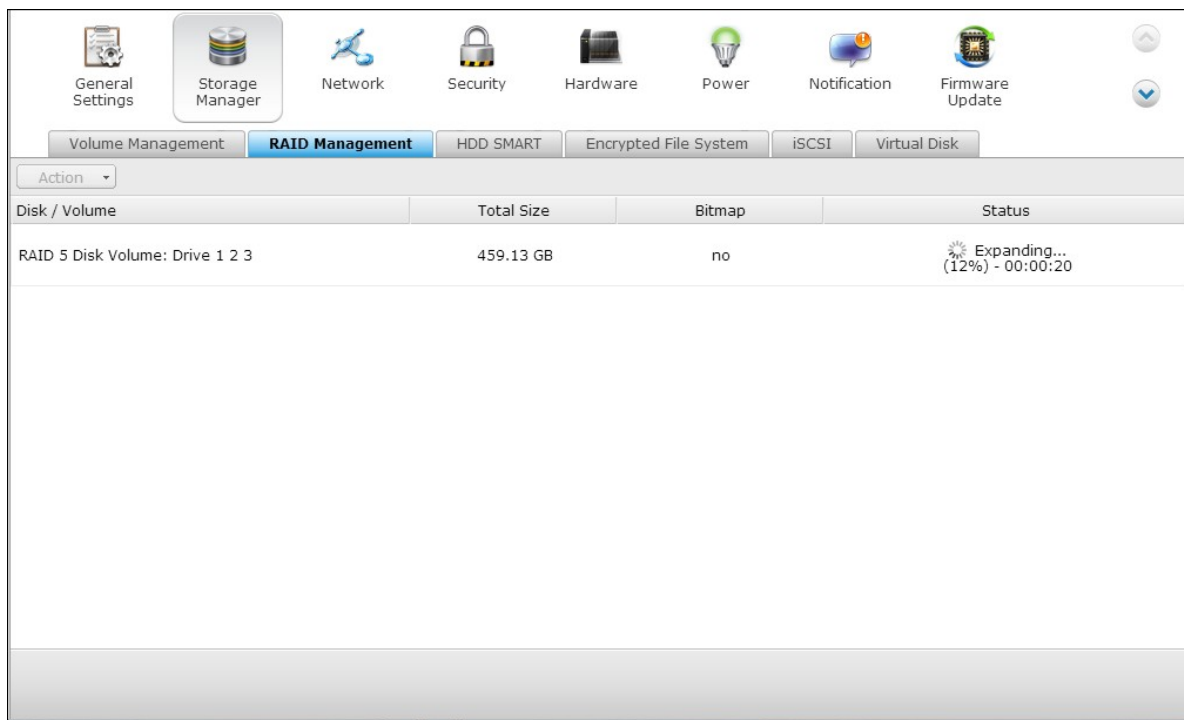 General Settings
Storage Manager
Network
Security
Hardware
Power
Notification
Firmware Update
Volume Management
RAID Management
HDD SMART
Encrypted File System
iSCSI
Virtual Disk
Action
Disk / Volume
Total Size
Bitmap
Status
RAID 5 Disk Volume: Drive 1 2 3
459.13 GB
no
Expanding...
(12%) - 00:00:20